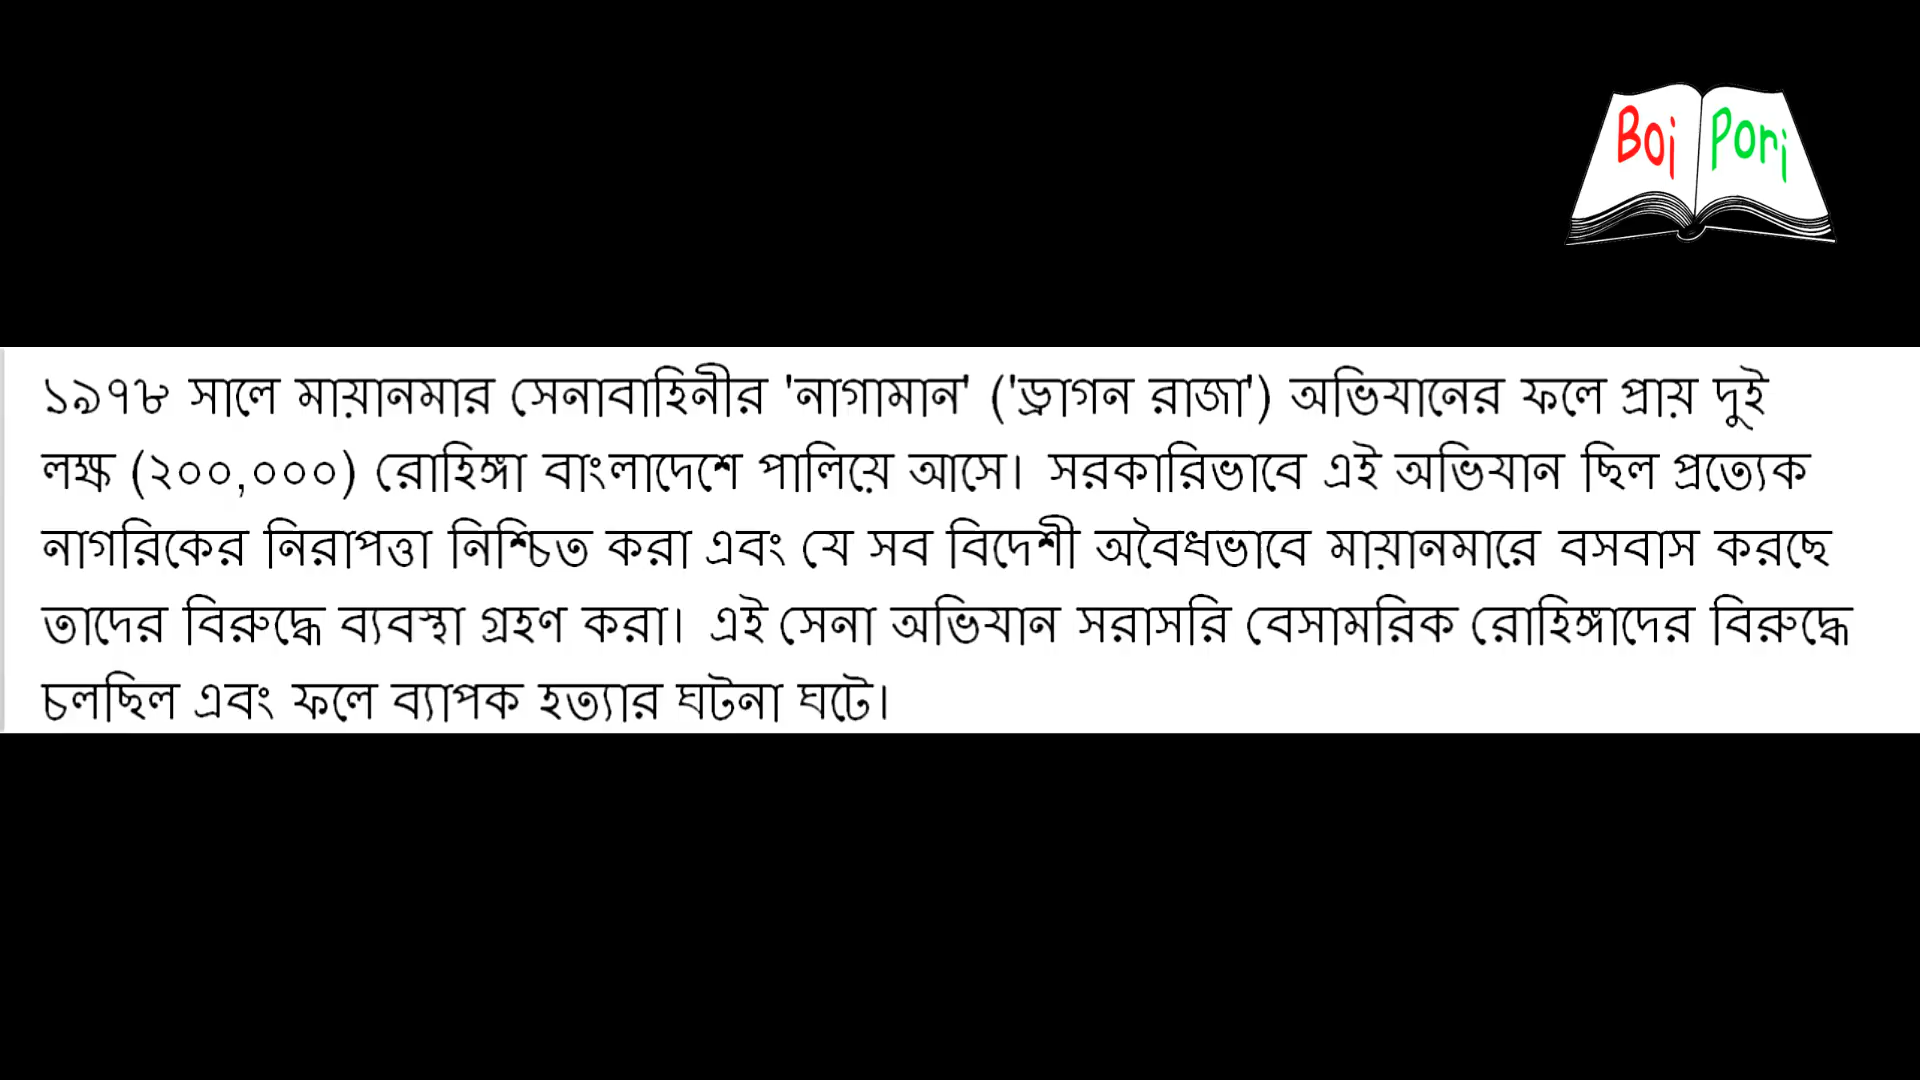 Boi Pori
১৯৭৮ সালে মায়ানমার সেনাবাহিনীর 'নাগামান' ('ড্রাগন রাজা') অভিযানের ফলে প্রায় দুই
লক্ষ (২০০,০০০) রোহিঙ্গা বাংলাদেশে পালিয়ে আসে। সরকারিভাবে এই অভিযান ছিল প্রত্যেক
নাগরিকের নিরাপত্তা নিশ্চিত করা এবং যে সব বিদেশী অবৈধভাবে মায়ানমারে বসবাস করছে
তাদের বিরুদ্ধে ব্যবস্থা গ্রহণ করা। এই সেনা অভিযান সরাসরি বেসামরিক রোহিঙ্গাদের বিরুদ্ধে
চলছিল এবং ফলে ব্যাপক হত্যার ঘটনা ঘটে।